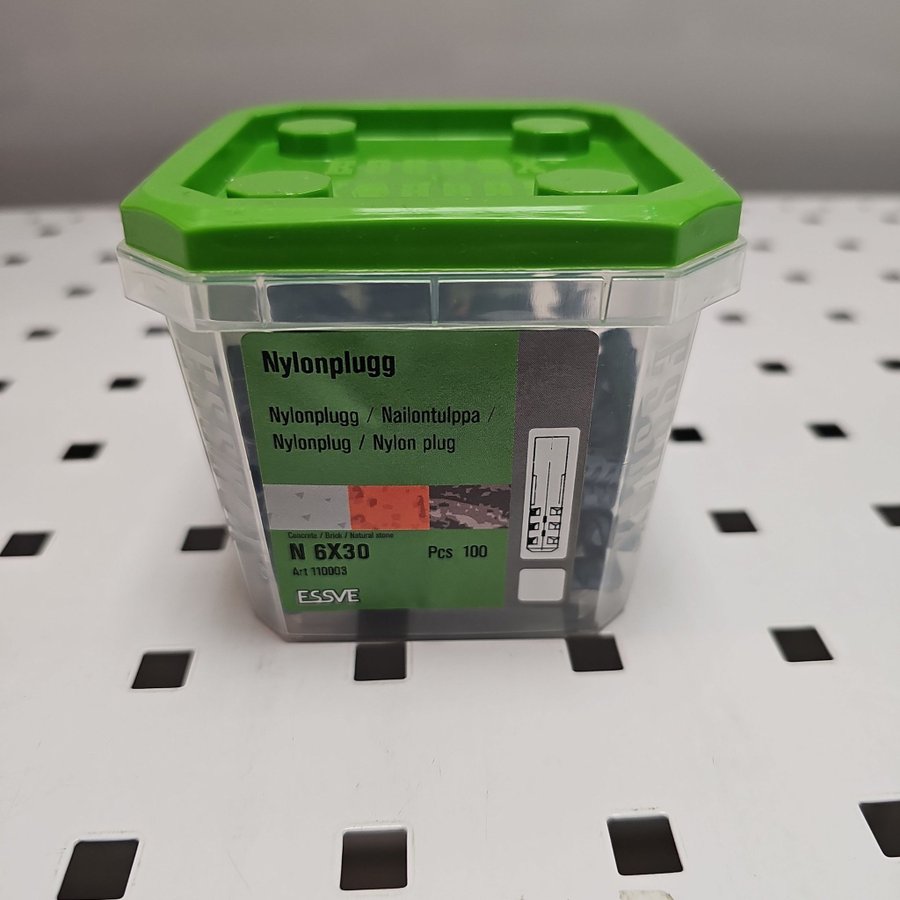 Nylonplugg
Nylonplugg / Nailontulppa /
Nylonplug / Nylon plug
Concrete / Brick / Natural stone
N 6X30 Pcs 100
Art 110003
ESSVE